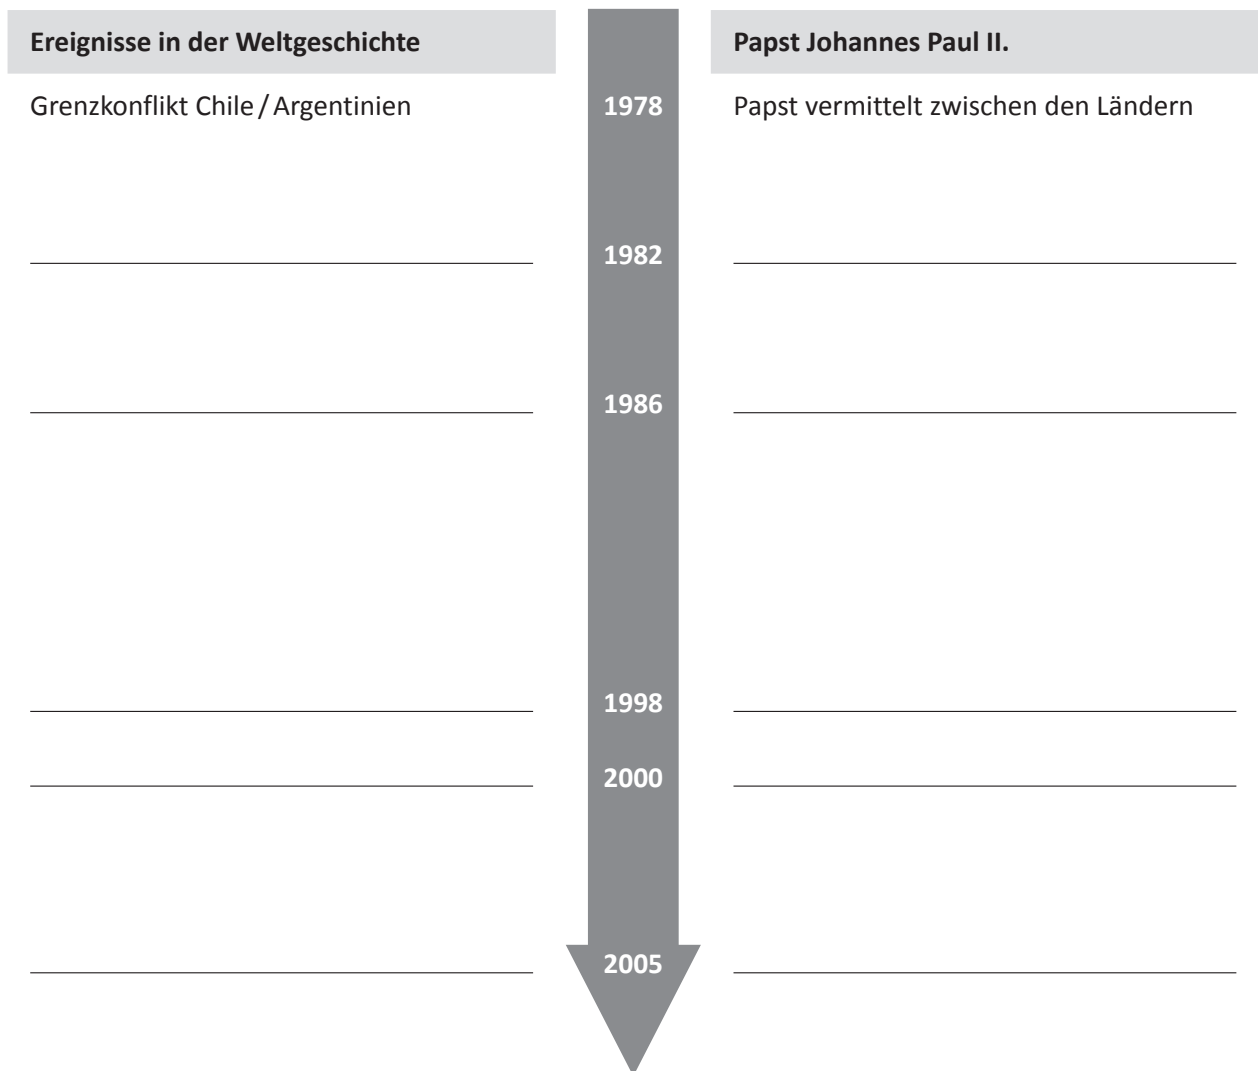 Ereignisse in der Weltgeschichte
Papst Johannes Paul II.
Grenzkonflikt Chile / Argentinien
1978
Papst vermittelt zwischen den Ländern
1982
1986
1998
2000
2005